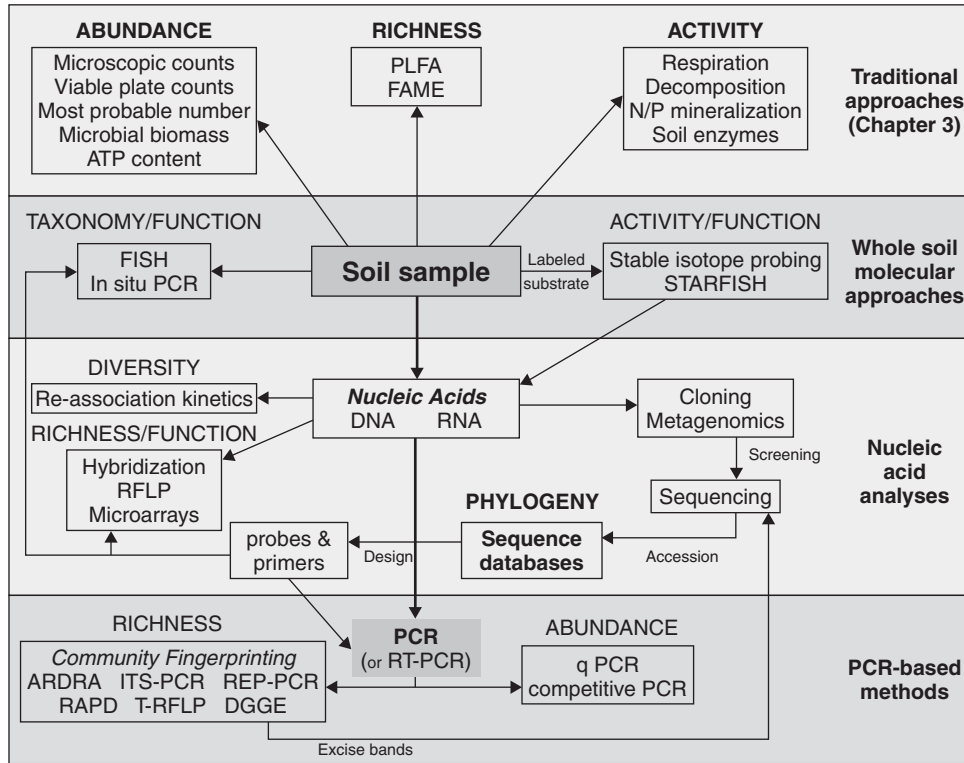 ABUNDANCE
Microscopic counts
Viable plate counts
Most probable number
Microbial biomass
ATP content
RICHNESS
PLFA
FAME
ACTIVITY
Respiration
Decomposition
N/P mineralization
Soil enzymes
Traditional
approaches
(Chapter 3)
TAXONOMY/FUNCTION
FISH
In situ PCR
Soil sample
Labeled
substrate
ACTIVITY/FUNCTION
Stable isotope probing
STARFISH
Whole soil
molecular
approaches
DIVERSITY
Re-association kinetics
RICHNESS/FUNCTION
Hybridization
RFLP
Microarrays
Nucleic Acids
DNA RNA
Cloning
Metagenomics
Screening
Sequencing
Accession
PHYLOGENY
Sequence
databases
Design
probes &
primers
Nucleic
acid
analyses
RICHNESS
Community Fingerprinting
ARDRA ITS-PCR REP-PCR
RAPD T-RFLP DGGE
PCR
(or RT-PCR)
ABUNDANCE
q PCR
competitive PCR
Excise bands
PCR-based
methods